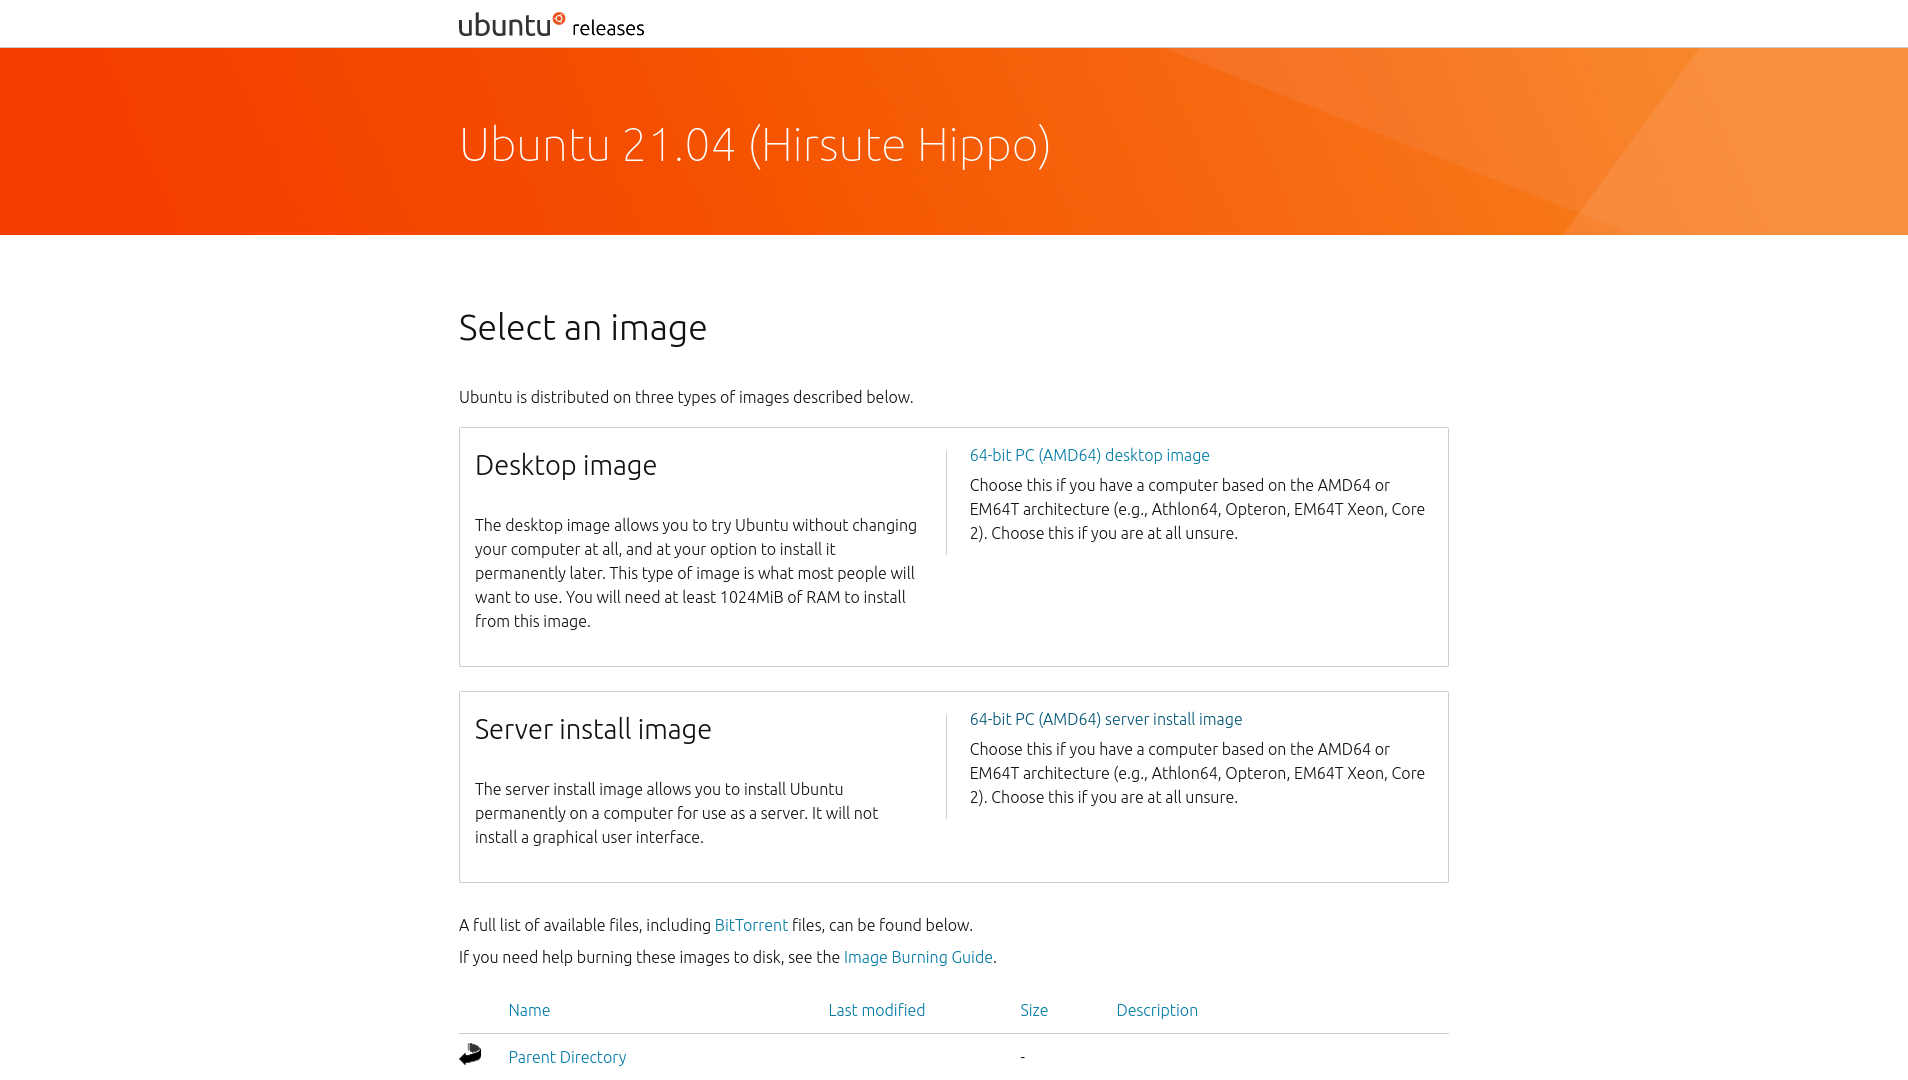 ubuntu releases
Ubuntu 21.04 (Hirsute Hippo)
Select an image
Ubuntu is distributed on three types of images described below.
Desktop image
The desktop image allows you to try Ubuntu without changing
your computer at all, and at your option to install it
permanently later. This type of image is what most people will
want to use. You will need at least 1024MiB of RAM to install
from this image.
64-bit PC (AMD64) desktop image
Choose this if you have a computer based on the AMD64 or
EM64T architecture (e.g., Athlon64, Opteron, EM64T Xeon, Core
2). Choose this if you are at all unsure.
Server install image
The server install image allows you to install Ubuntu
permanently on a computer for use as a server. It will not
install a graphical user interface.
64-bit PC (AMD64) server install image
Choose this if you have a computer based on the AMD64 or
EM64T architecture (e.g., Athlon64, Opteron, EM64T Xeon, Core
2). Choose this if you are at all unsure.
A full list of available files, including BitTorrent files, can be found below.
If you need help burning these images to disk, see the Image Burning Guide.
Name Last modified Size Description
Parent Directory -